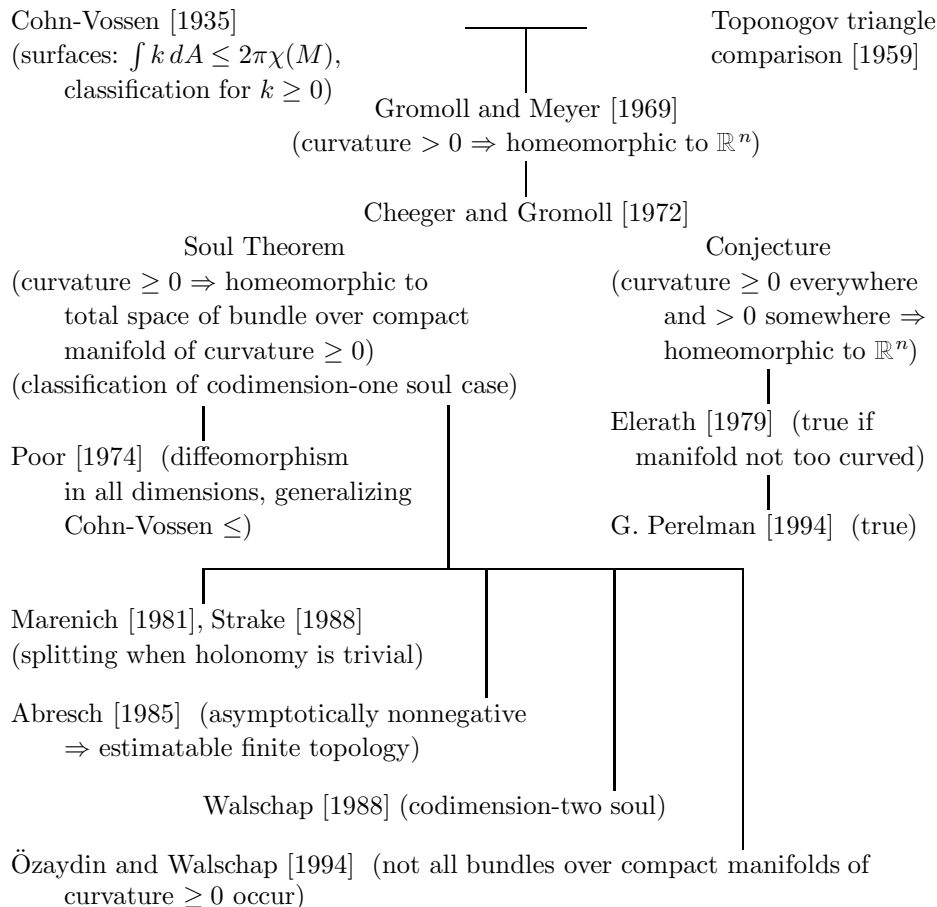 Cohn-Vossen [1935]
(surfaces: ∫ k dA ≤ 2πχ(M),
classification for k ≥ 0)
Toponogov triangle
comparison [1959]
Gromoll and Meyer [1969]
(curvature > 0 ⇒ homeomorphic to ℝⁿ)
Cheeger and Gromoll [1972]
Soul Theorem
(curvature ≥ 0 ⇒ homeomorphic to
total space of bundle over compact
manifold of curvature ≥ 0)
(classification of codimension-one soul case)
Conjecture
(curvature ≥ 0 everywhere
and > 0 somewhere ⇒
homeomorphic to ℝⁿ)
Poor [1974] (diffeomorphism
in all dimensions, generalizing
Cohn-Vossen ≤)
Elerath [1979] (true if
manifold not too curved)
G. Perelman [1994] (true)
Marenich [1981], Strake [1988]
(splitting when holonomy is trivial)
Abresch [1985] (asymptotically nonnegative
⇒ estimatable finite topology)
Walschap [1988] (codimension-two soul)
Özaydin and Walschap [1994] (not all bundles over compact manifolds of
curvature ≥ 0 occur)